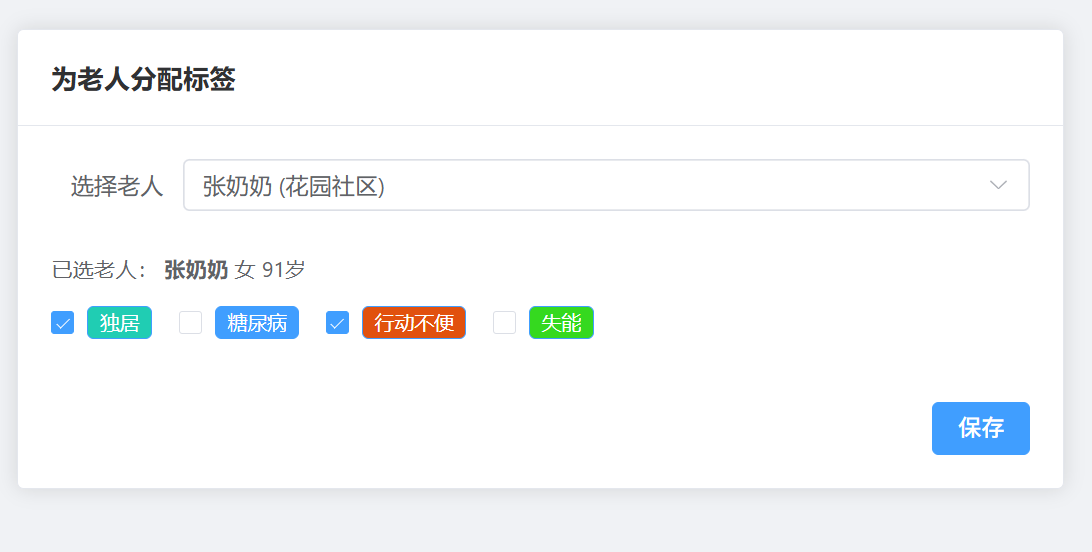 为老人分配标签
选择老人 张奶奶 (花园社区)
已选老人： 张奶奶 女 91岁
独居 糖尿病 行动不便 失能
保存